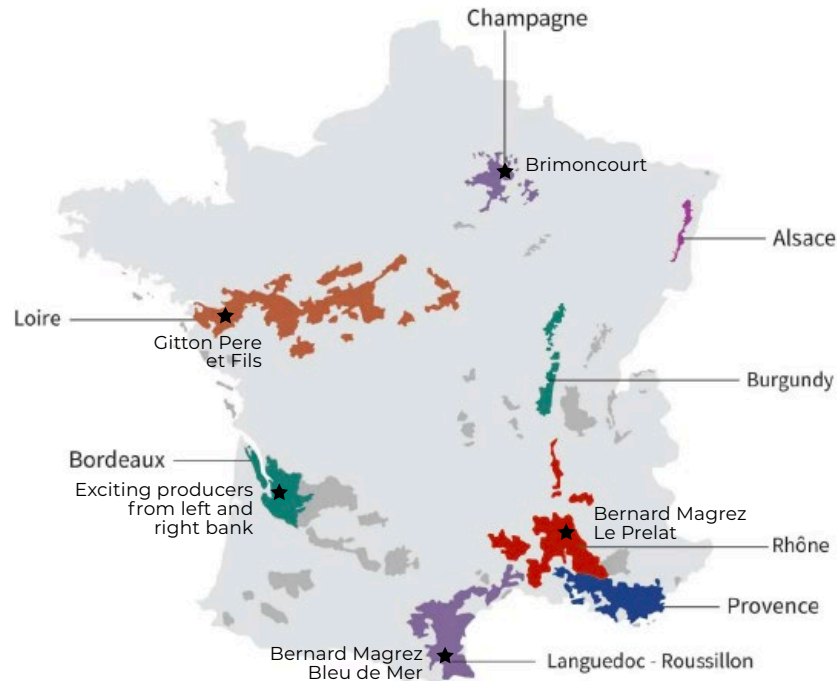 Champagne
Brimoncourt
Alsace
Loire
Gitton Pere
et Fils
Burgundy
Bordeaux
Exciting producers
from left and
right bank
Bernard Magrez
Le Prelat
Rhône
Provence
Bernard Magrez
Bleu de Mer
Languedoc - Roussillon